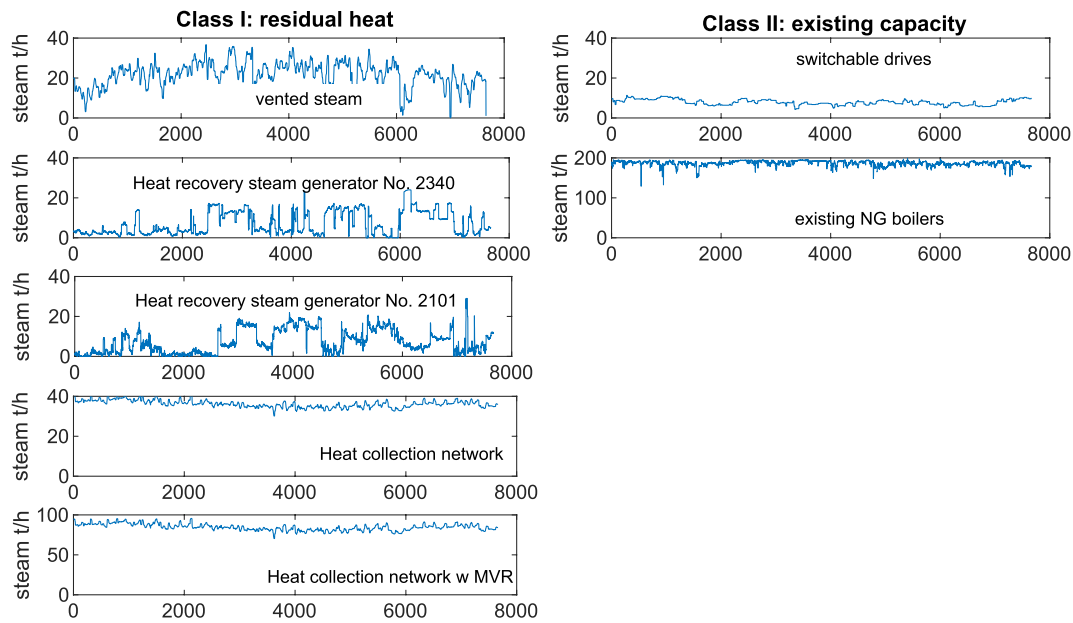 Class I: residual heat
steam t/h
40
20
0
vented steam
0 2000 4000 6000 8000
steam t/h
40
20
0
Heat recovery steam generator No. 2340
0 2000 4000 6000 8000
steam t/h
40
20
0
Heat recovery steam generator No. 2101
0 2000 4000 6000 8000
steam t/h
40
20
0
Heat collection network
0 2000 4000 6000 8000
steam t/h
100
50
0
Heat collection network w MVR
0 2000 4000 6000 8000
Class II: existing capacity
steam t/h
40
20
0
switchable drives
0 2000 4000 6000 8000
steam t/h
200
100
0
existing NG boilers
0 2000 4000 6000 8000